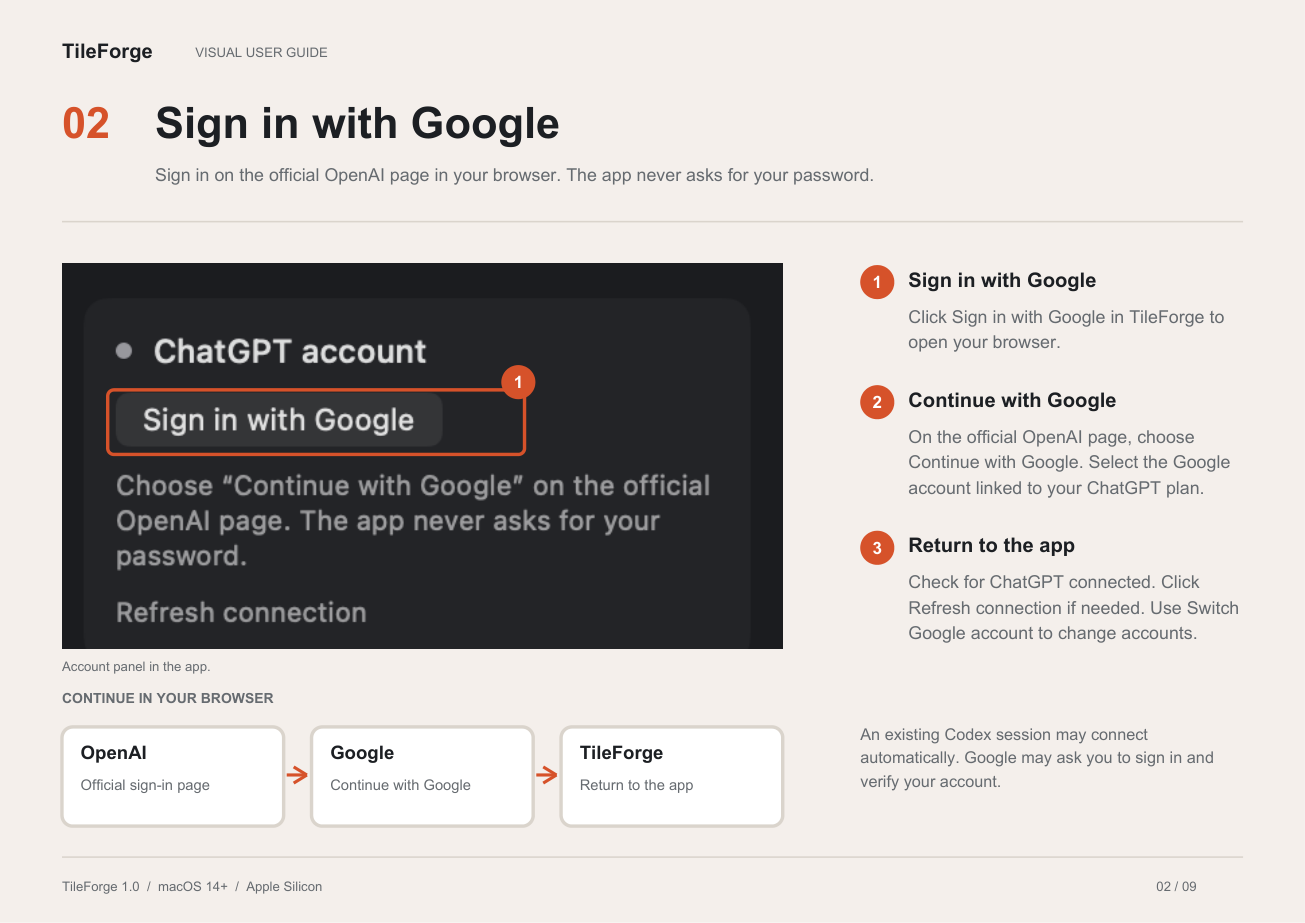 TileForge VISUAL USER GUIDE
02 Sign in with Google
Sign in on the official OpenAI page in your browser. The app never asks for your password.
ChatGPT account
1
Sign in with Google
Choose “Continue with Google” on the official
OpenAI page. The app never asks for your
password.
Refresh connection
Account panel in the app.
1 Sign in with Google
Click Sign in with Google in TileForge to
open your browser.
2 Continue with Google
On the official OpenAI page, choose
Continue with Google. Select the Google
account linked to your ChatGPT plan.
3 Return to the app
Check for ChatGPT connected. Click
Refresh connection if needed. Use Switch
Google account to change accounts.
CONTINUE IN YOUR BROWSER
OpenAI
Official sign-in page
Google
Continue with Google
TileForge
Return to the app
An existing Codex session may connect
automatically. Google may ask you to sign in and
verify your account.
TileForge 1.0 / macOS 14+ / Apple Silicon
02 / 09